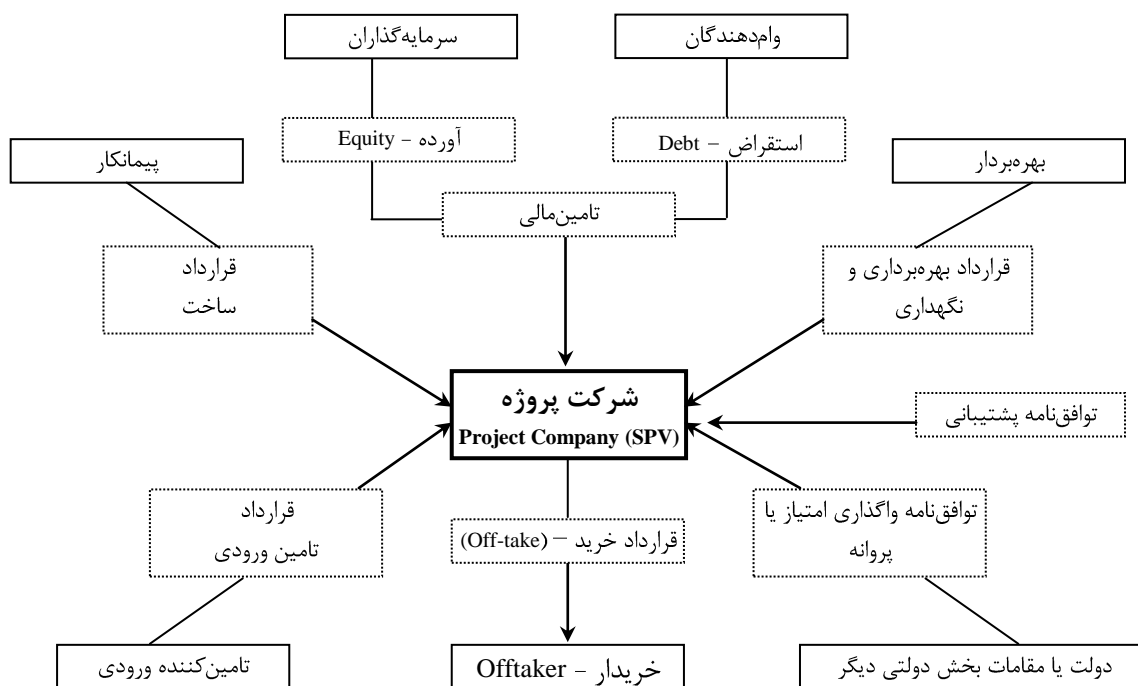 وام‌دهندگان
سرمایه‌گذاران
استقراض – Debt
آورده – Equity
بهره‌بردار
پیمانکار
تامین‌مالی
قرارداد بهره‌برداری و
نگهداری
قرارداد
ساخت
شرکت پروژه
Project Company (SPV)
توافق‌نامه پشتیبانی
توافق‌نامه واگذاری امتیاز یا
پروانه
قرارداد خرید – (Off-take)
قرارداد
تامین ورودی
دولت یا مقامات بخش دولتی دیگر
خریدار – Offtaker
تامین‌کننده ورودی